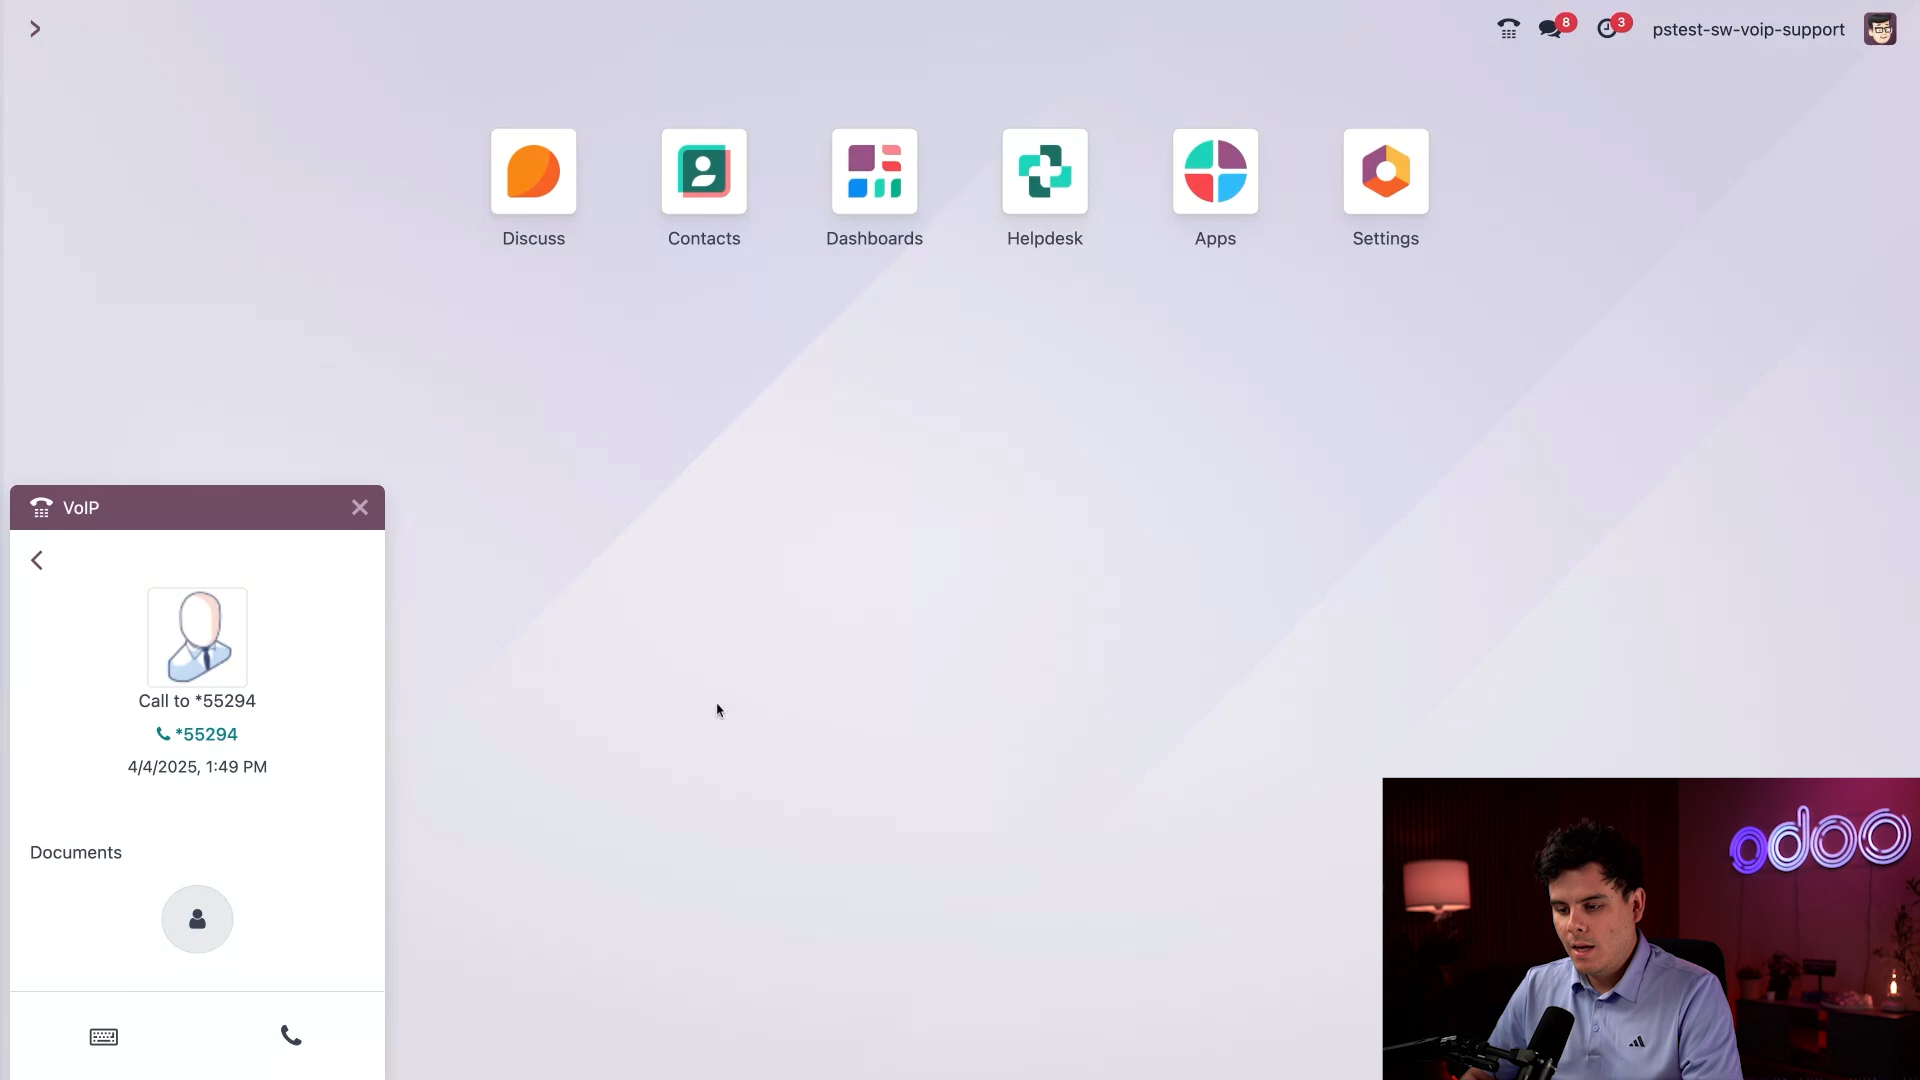 8
3
pstest-sw-voip-support
Discuss
Contacts
Dashboards
Helpdesk
Apps
Settings
VoIP
Call to *55294
*55294
4/4/2025, 1:49 PM
Documents
odoo